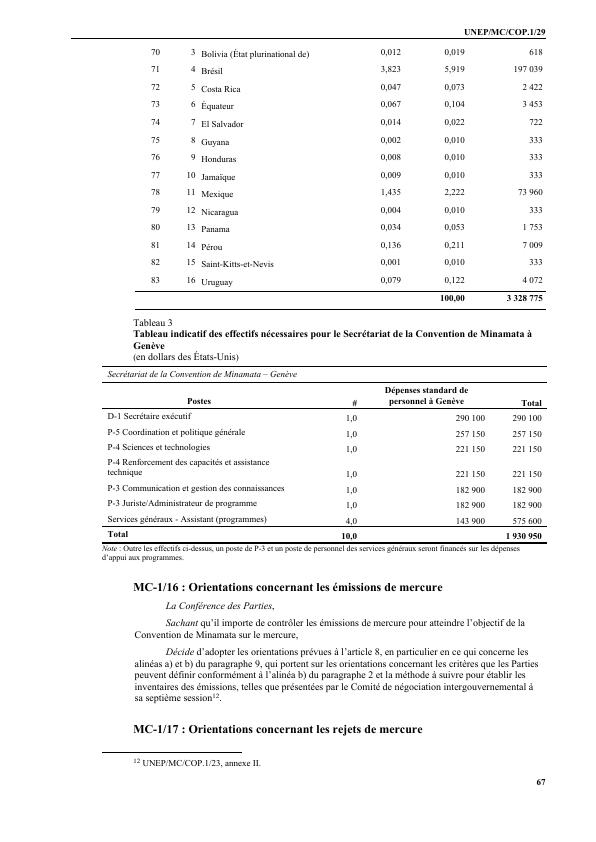 UNEP/MC/COP.1/29
70 3 Bolivia (État plurinational de) 0,012 0,019 618
71 4 Brésil 3,823 5,919 197 039
72 5 Costa Rica 0,047 0,073 2 422
73 6 Équateur 0,067 0,104 3 453
74 7 El Salvador 0,014 0,022 722
75 8 Guyana 0,002 0,010 333
76 9 Honduras 0,008 0,010 333
77 10 Jamaïque 0,009 0,010 333
78 11 Mexique 1,435 2,222 73 960
79 12 Nicaragua 0,004 0,010 333
80 13 Panama 0,034 0,053 1 753
81 14 Pérou 0,136 0,211 7 009
82 15 Saint-Kitts-et-Nevis 0,001 0,010 333
83 16 Uruguay 0,079 0,122 4 072
100,00 3 328 775
Tableau 3
Tableau indicatif des effectifs nécessaires pour le Secrétariat de la Convention de Minamata à
Genève
(en dollars des États-Unis)
Secrétariat de la Convention de Minamata – Genève
Postes # Dépenses standard de
personnel à Genève Total
D-1 Secrétaire exécutif 1,0 290 100 290 100
P-5 Coordination et politique générale 1,0 257 150 257 150
P-4 Sciences et technologies 1,0 221 150 221 150
P-4 Renforcement des capacités et assistance
technique 1,0 221 150 221 150
P-3 Communication et gestion des connaissances 1,0 182 900 182 900
P-3 Juriste/Administrateur de programme 1,0 182 900 182 900
Services généraux - Assistant (programmes) 4,0 143 900 575 600
Total 10,0 1 930 950
Note : Outre les effectifs ci-dessus, un poste de P-3 et un poste de personnel des services généraux seront financés sur les dépenses
d'appui aux programmes.
MC-1/16 : Orientations concernant les émissions de mercure
La Conférence des Parties,
Sachant qu'il importe de contrôler les émissions de mercure pour atteindre l'objectif de la
Convention de Minamata sur le mercure,
Décide d'adopter les orientations prévues à l'article 8, en particulier en ce qui concerne les
alinéas a) et b) du paragraphe 9, qui portent sur les orientations concernant les critères que les Parties
peuvent définir conformément à l'alinéa b) du paragraphe 2 et la méthode à suivre pour établir les
inventaires des émissions, telles que présentées par le Comité de négociation intergouvernemental à
sa septième session12.
MC-1/17 : Orientations concernant les rejets de mercure
12 UNEP/MC/COP.1/23, annexe II.
67